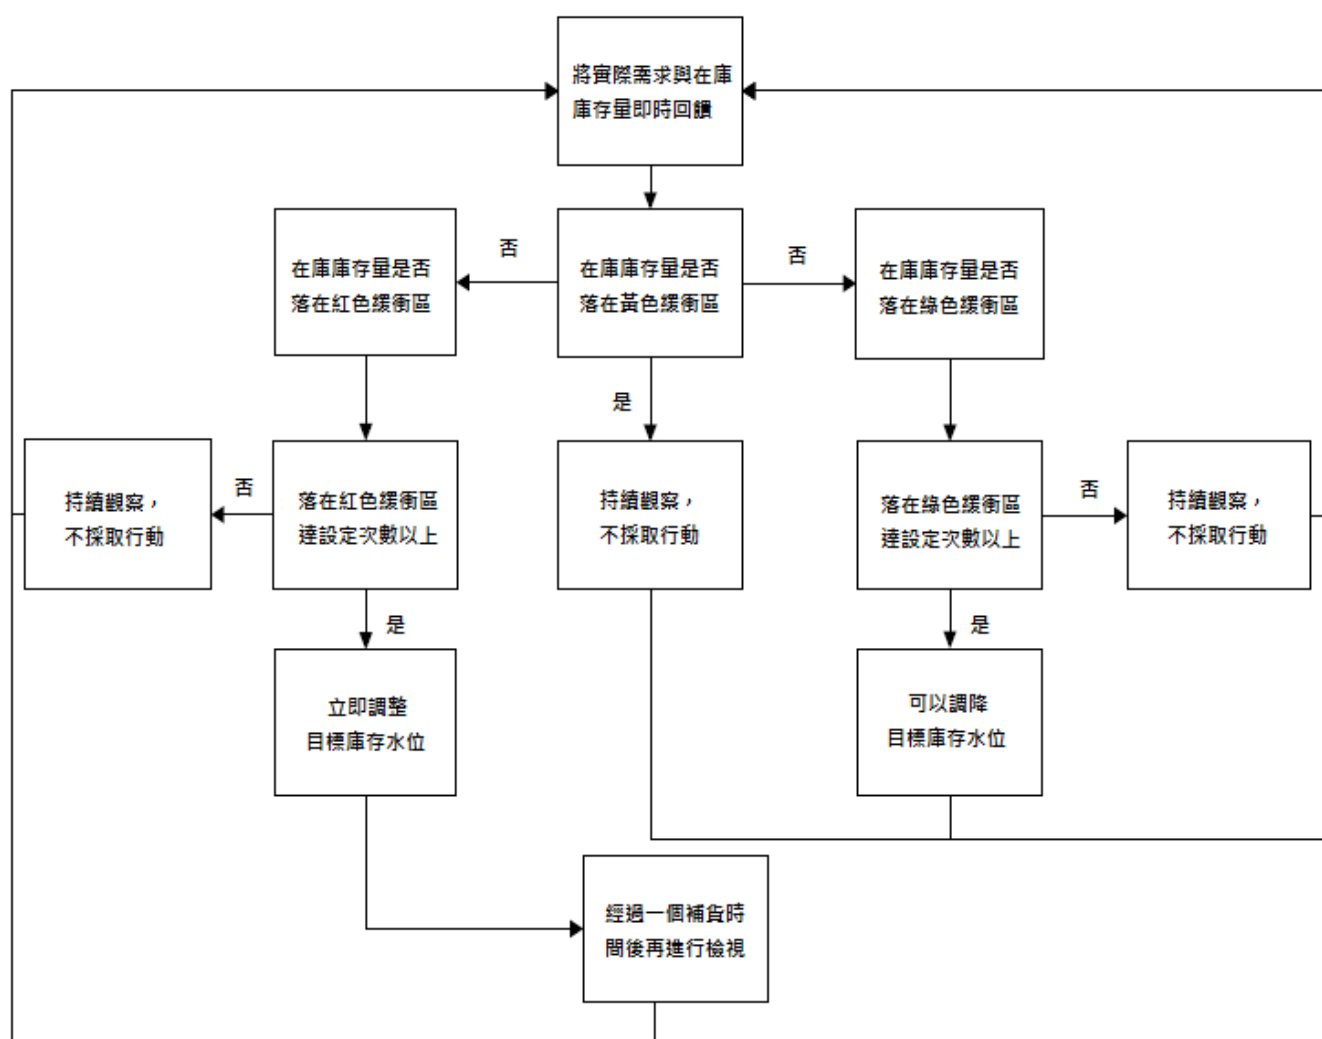 將實際需求與在庫
庫存量即時回饋
否
否
在庫庫存量是否
落在紅色緩衝區
在庫庫存量是否
落在黃色緩衝區
在庫庫存量是否
落在綠色緩衝區
是
持續觀察，
不採取行動
否
落在紅色緩衝區
達設定次數以上
持續觀察，
不採取行動
落在綠色緩衝區
達設定次數以上
否
持續觀察，
不採取行動
是
是
立即調整
目標庫存水位
可以調降
目標庫存水位
經過一個補貨時
間後再進行檢視